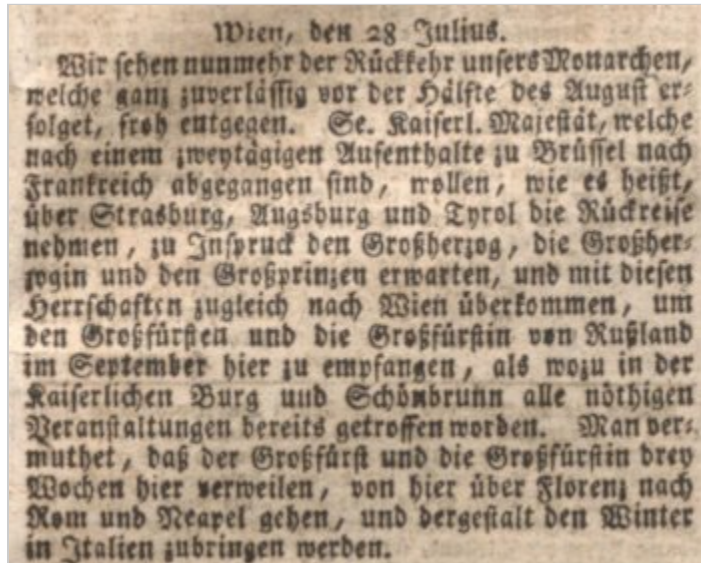 Wien, den 28 Julius.
Wir sehen nunmehr der Rückkehr unsers Monarchen,
welche ganz zuverlässig vor der Hälfte des August er-
folget, froh entgegen. Se. Kaiserl. Majestät, welche
nach einem zweytägigen Aufenthalte zu Brüssel nach
Frankreich abgegangen sind, wollen, wie es heißt,
über Strasburg, Augsburg und Tyrol die Rückreise
nehmen, zu Inspruck den Großherzog, die Großher-
zogin und den Großprinzen erwarten, und mit diesen
Herrschaften zugleich nach Wien überkommen, um
den Großfürsten und die Großfürstin von Rußland
im September hier zu empfangen, als wozu in der
Kaiserlichen Burg und Schönbrunn alle nöthigen
Veranstaltungen bereits getroffen worden. Man ver-
muthet, daß der Großfürst und die Großfürstin drey
Wochen hier verweilen, von hier über Florenz nach
Rom und Neapel gehen, und dergestalt den Winter
in Italien zubringen werden.